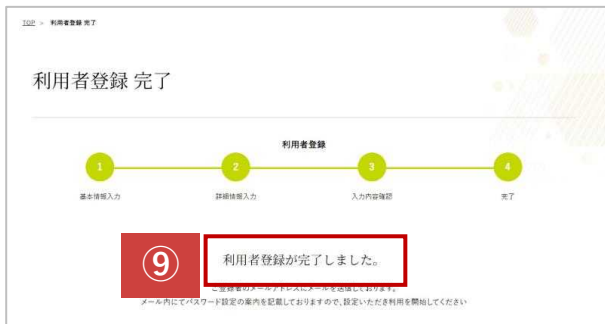 TOP > 利用者登録 完了
利用者登録 完了
利用者登録
1 2 3 4
基本情報入力 詳細情報入力 入力内容確認 完了
⑨
利用者登録が完了しました。
ご登録者のメールアドレスにメールを送信しております。
メール内にてパスワード設定の案内を記載しておりますので、設定いただき利用を開始してください